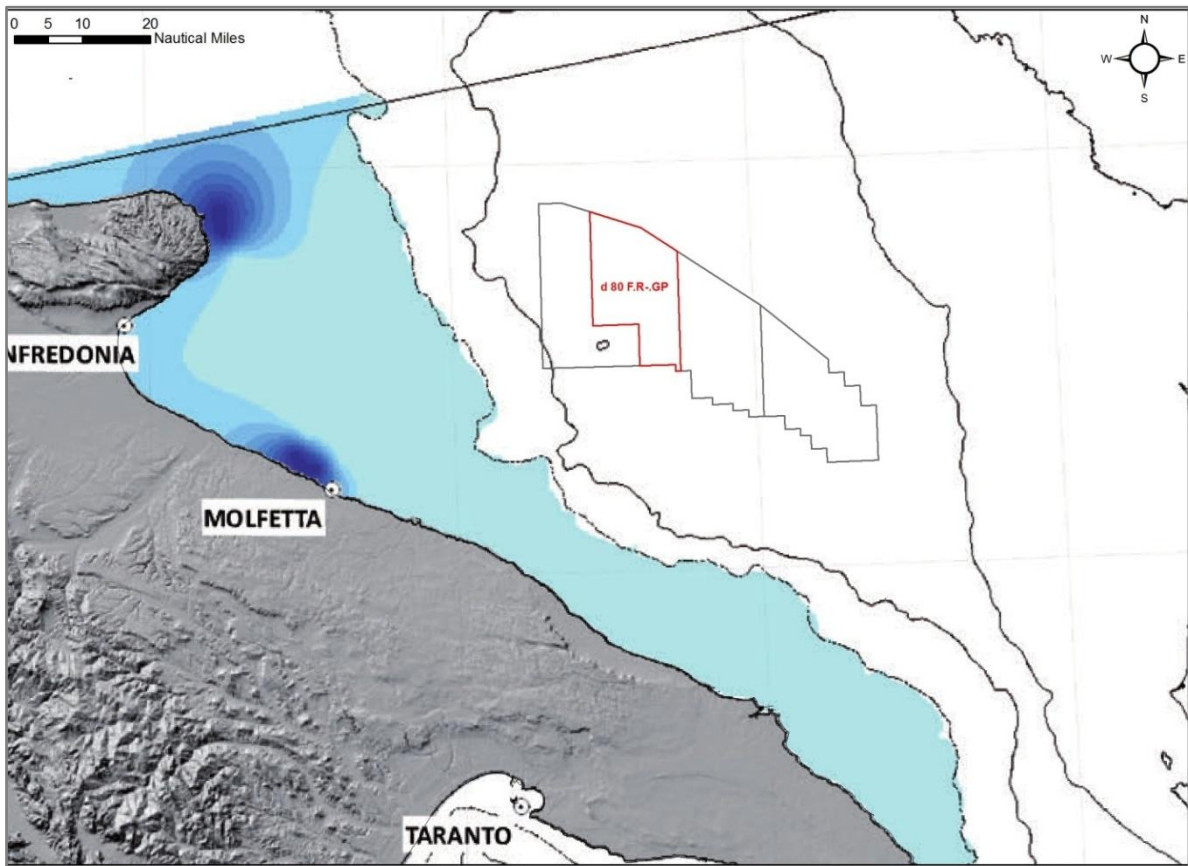 0 5 10 20
Nautical Miles
N
W E
S
d 80 F.R-.GP
NFREDONIA
MOLFETTA
TARANTO